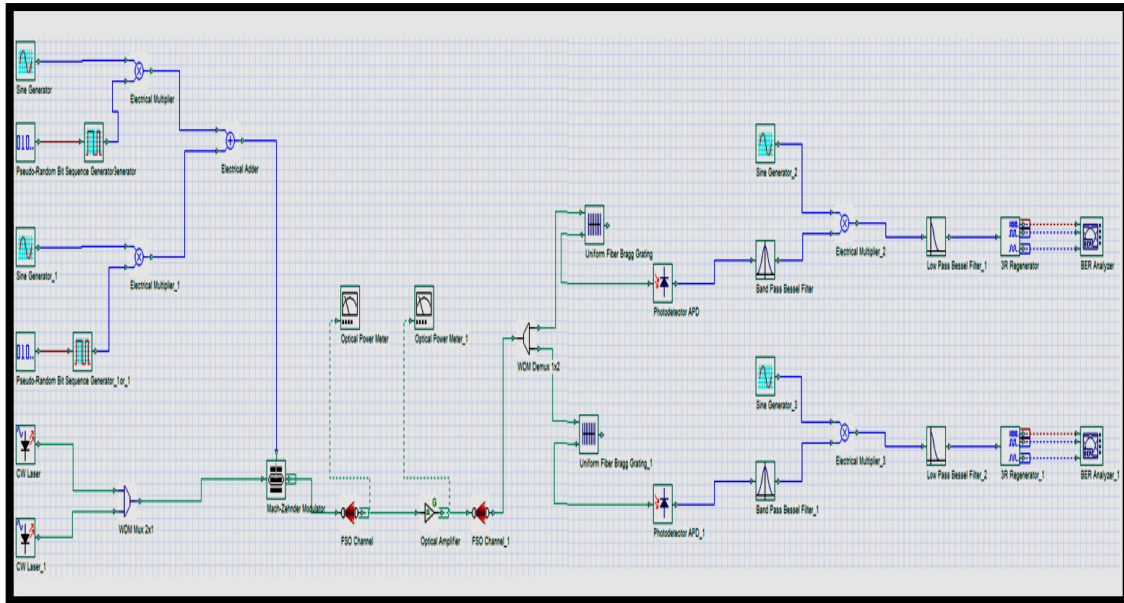 Sine Generator
Electrical Multiplier
010...
Pseudo-Random Bit Sequence Generator
Generator
Electrical Adder
Sine Generator_1
Electrical Multiplier_1
010...
Pseudo-Random Bit Sequence Generator_1
or_1
CW Laser
WDM Mux 2x1
CW Laser_1
Mach-Zehnder Modulator
Optical Power Meter
Optical Power Meter_1
FSO Channel
G
Optical Amplifier
FSO Channel_1
WDM Demux 1x2
Uniform Fiber Bragg Grating
Photodetector APD
Sine Generator_2
Band Pass Bessel Filter
Electrical Multiplier_2
Low Pass Bessel Filter_1
3R Regenerator
BER Analyzer
Uniform Fiber Bragg Grating_1
Photodetector APD_1
Sine Generator_3
Band Pass Bessel Filter_1
Electrical Multiplier_3
Low Pass Bessel Filter_2
3R Regenerator_1
BER Analyzer_1